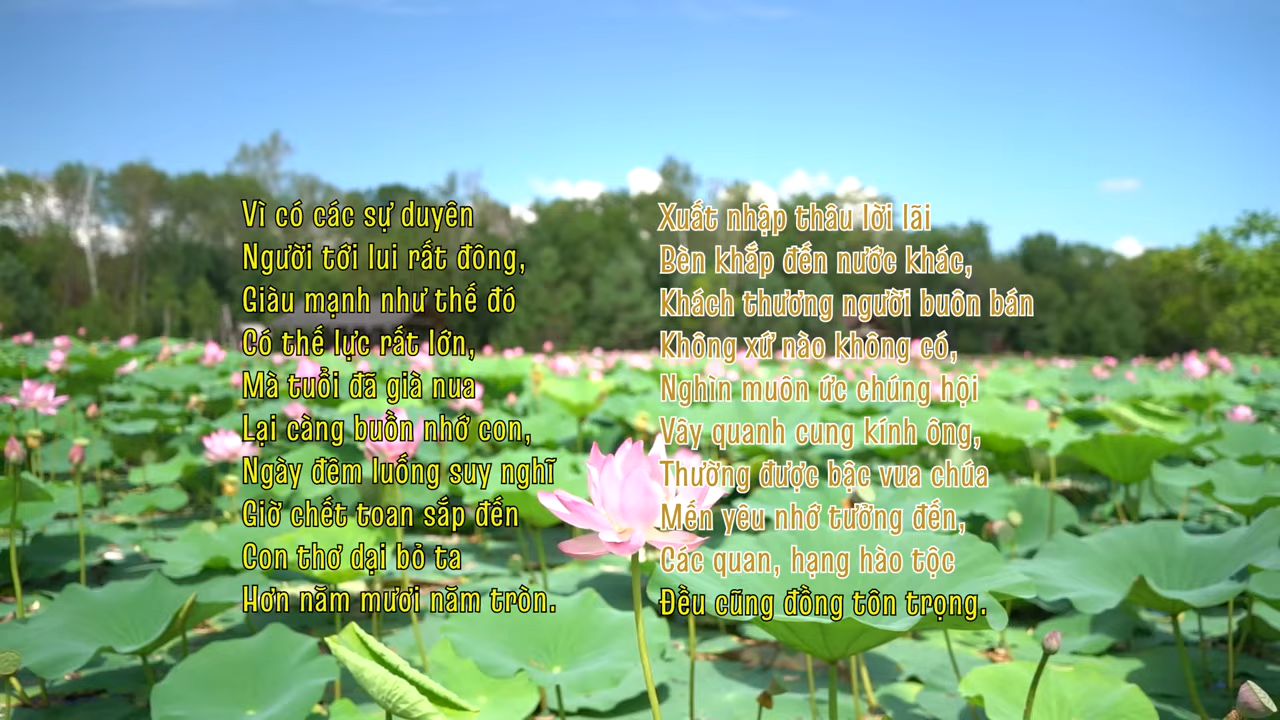 Vì có các sự duyên
Người tới lui rất đông,
Giàu mạnh như thế đó
Có thế lực rất lớn,
Mà tuổi đã già nua
Lại càng buồn nhớ con,
Ngày đêm luống suy nghĩ
Giờ chết toan sắp đến
Con thơ dại bỏ ta
Hơn năm mươi năm tròn.
Xuất nhập thâu lời lãi
Bèn khắp đến nước khác,
Khách thương người buôn bán
Không xứ nào không có,
Nghìn muôn ức chúng hội
Vây quanh cung kính ông,
Thường được bậc vua chúa
Mến yêu nhớ tưởng đến,
Các quan, hạng hào tộc
Đều cũng đồng tôn trọng.